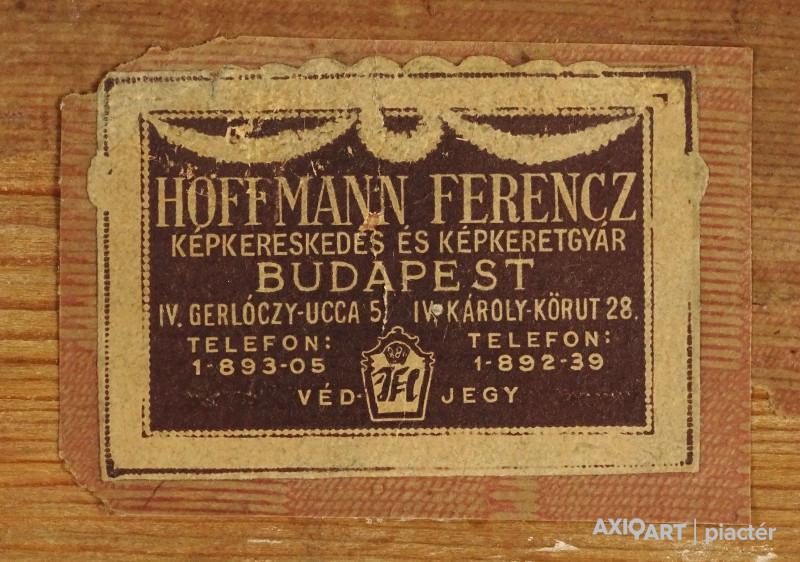 HOFFMANN FERENCZ
KÉPKERESKEDÉS ÉS KÉPKERETGYÁR
BUDAPEST
IV. GERLÓCZY-UCCA 5. IV. KÁROLY-KÖRUT 28.
TELEFON: TELEFON:
1-893-05 1-892-39
VÉD- JEGY
AXIOART | piactér